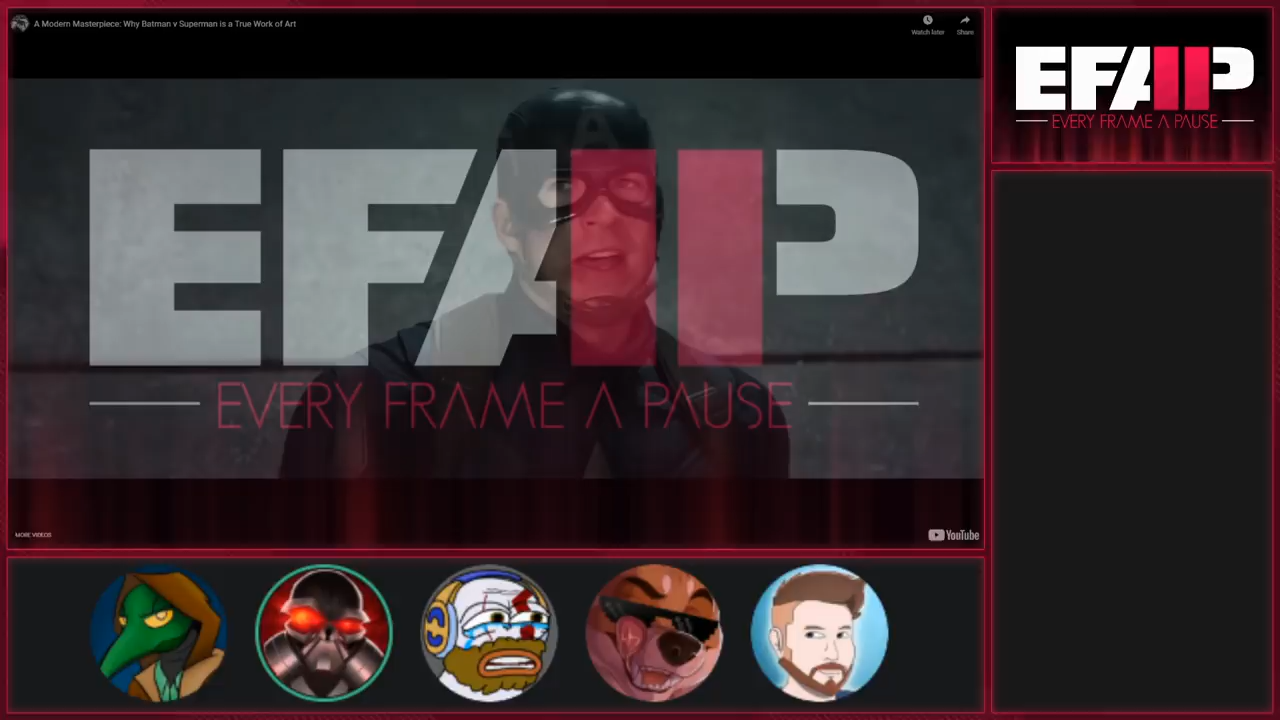 A Modern Masterpiece: Why Batman v Superman is a True Work of Art
Watch later
Share
EFAP
EVERY FRAME A PAUSE
EFAP
EVERY FRAME A PAUSE
MORE VIDEOS
YouTube